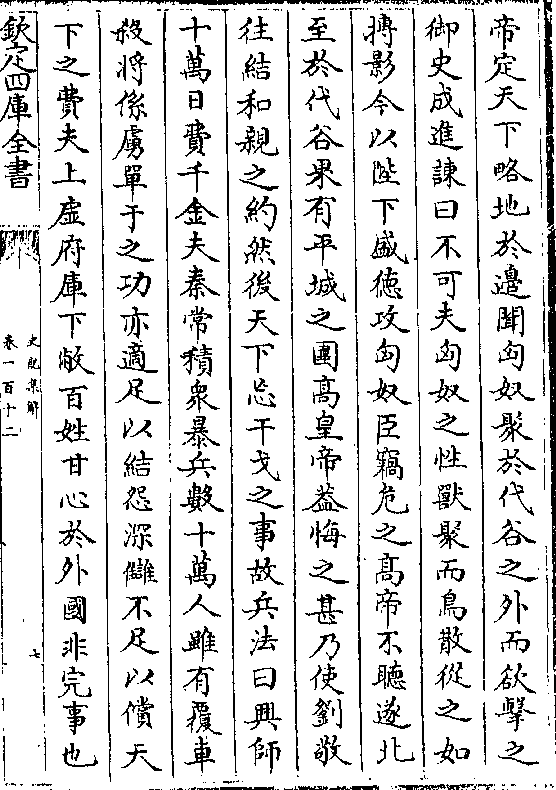 帝定天下略地於邊聞匈奴聚於代谷之外而欲擊之
御史成進諫曰不可夫匈奴之性獸聚而鳥散從之如
搏影今以陛下盛德攻匈奴臣竊危之髙帝不聽遂北
至於代谷果有平城之圍髙皇帝葢悔之甚乃使劉敬
往結和親之約然後天下忘干戈之事故兵法曰興師
十萬日費千金夫秦常積衆暴兵數十萬人雖有覆車
殺將係虜單于之功亦適足以結怨深讎不足以償天
下之費夫上虛府庫下敝百姓甘心於外國非完事也
欽定四庫全書
史記集解
卷一百十二
七